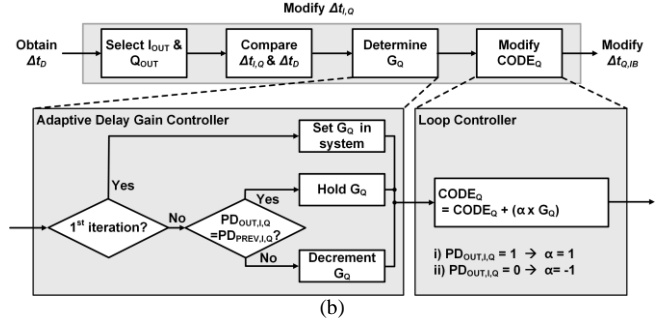 Modify Δt_I,Q
Obtain Δt_D
Select I_OUT & Q_OUT
Compare Δt_I,Q & Δt_D
Determine G_Q
Modify CODE_Q
Modify Δt_Q,IB
Adaptive Delay Gain Controller
Set G_Q in system
Yes
1st iteration?
No
PD_OUT,I,Q =PD_PREV,I,Q?
Yes
Hold G_Q
No
Decrement G_Q
Loop Controller
CODE_Q
= CODE_Q + (α x G_Q)
i) PD_OUT,I,Q = 1 → α = 1
ii) PD_OUT,I,Q = 0 → α= -1
(b)